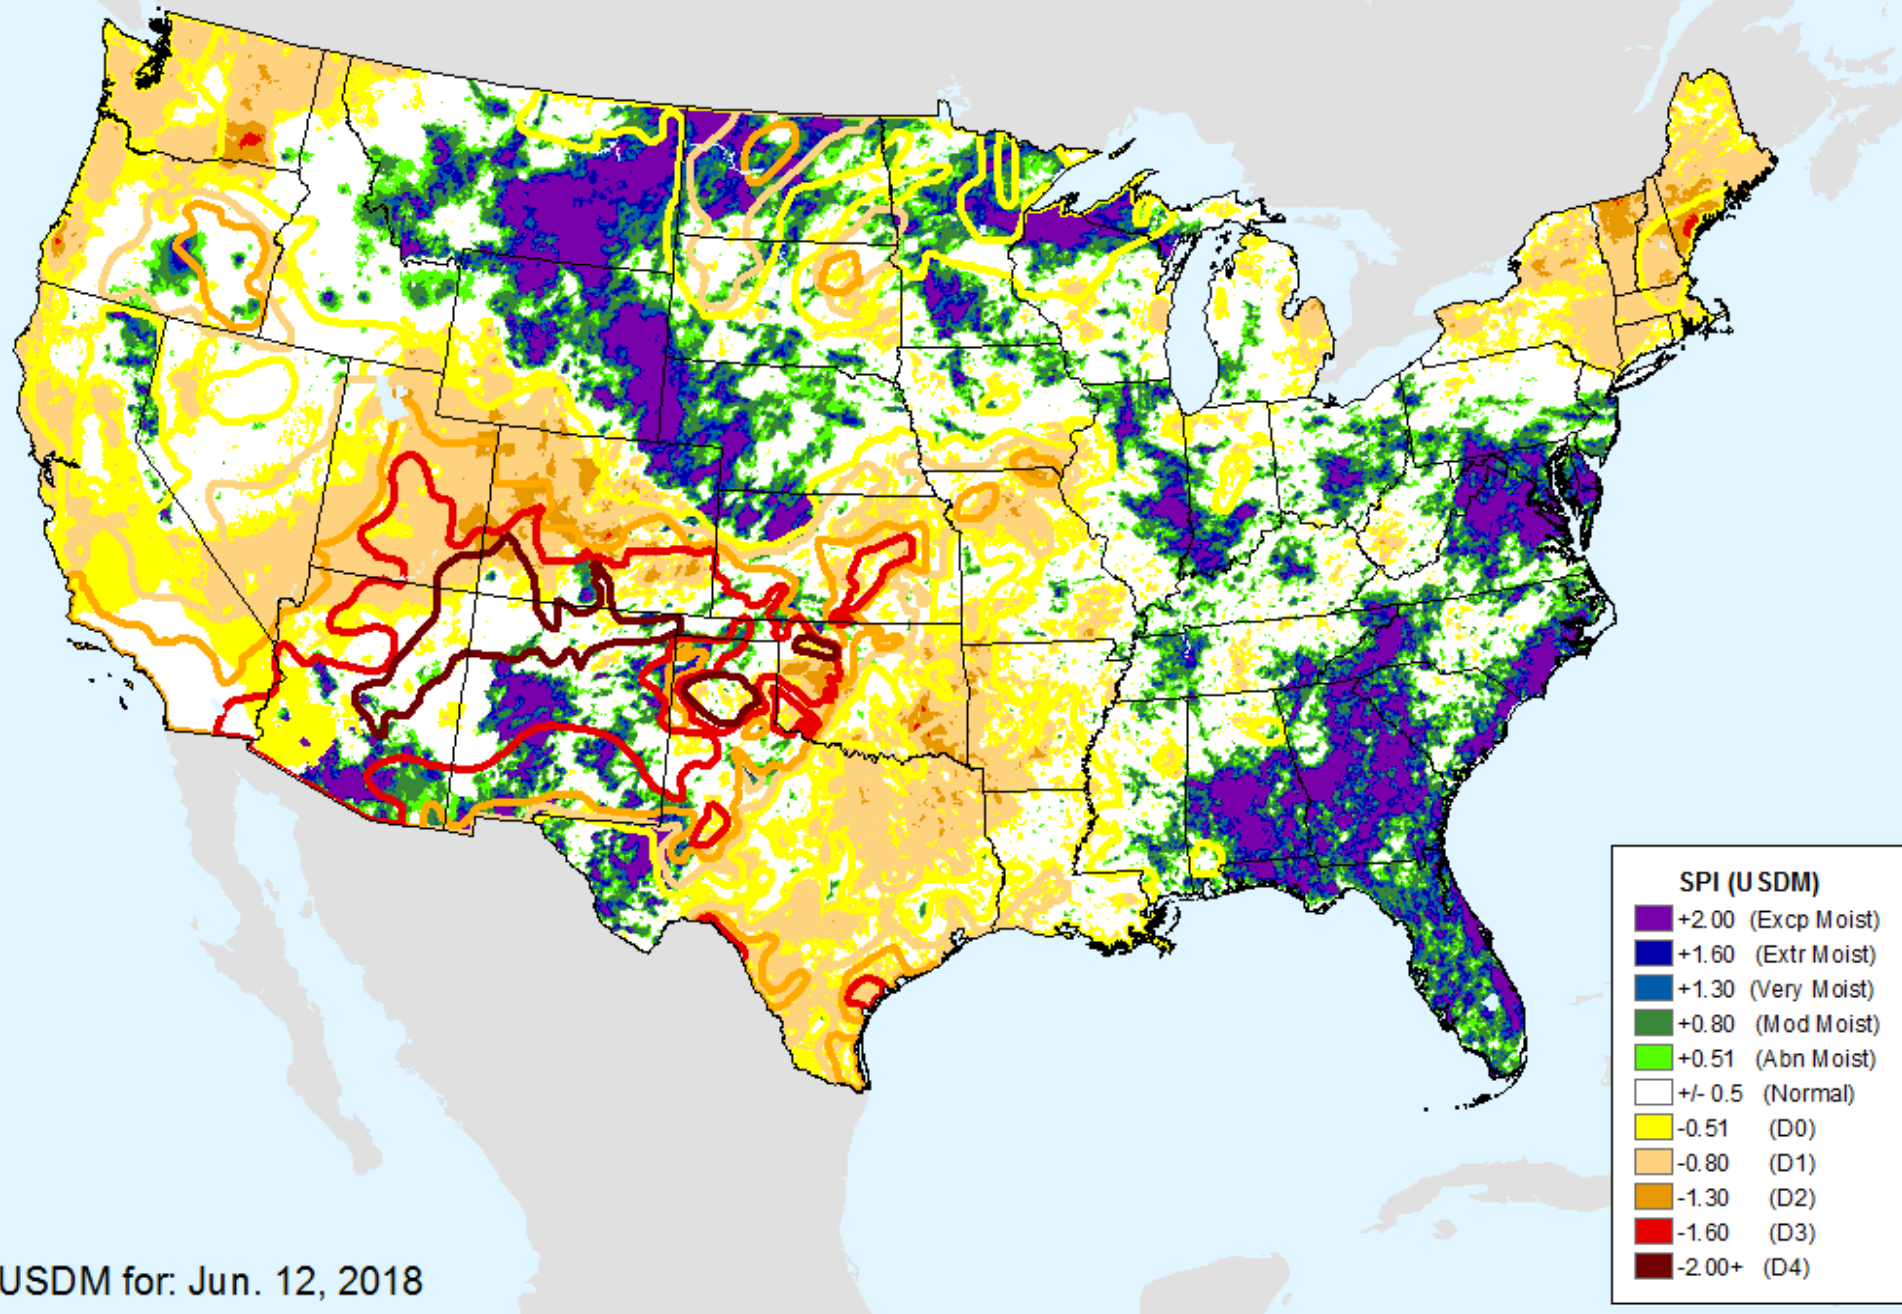 SPI (USDM)
+2.00 (Excp Moist)
+1.60 (Extr Moist)
+1.30 (Very Moist)
+0.80 (Mod Moist)
+0.51 (Abn Moist)
+/- 0.5 (Normal)
-0.51 (D0)
-0.80 (D1)
-1.30 (D2)
-1.60 (D3)
-2.00+ (D4)
USDM for: Jun. 12, 2018